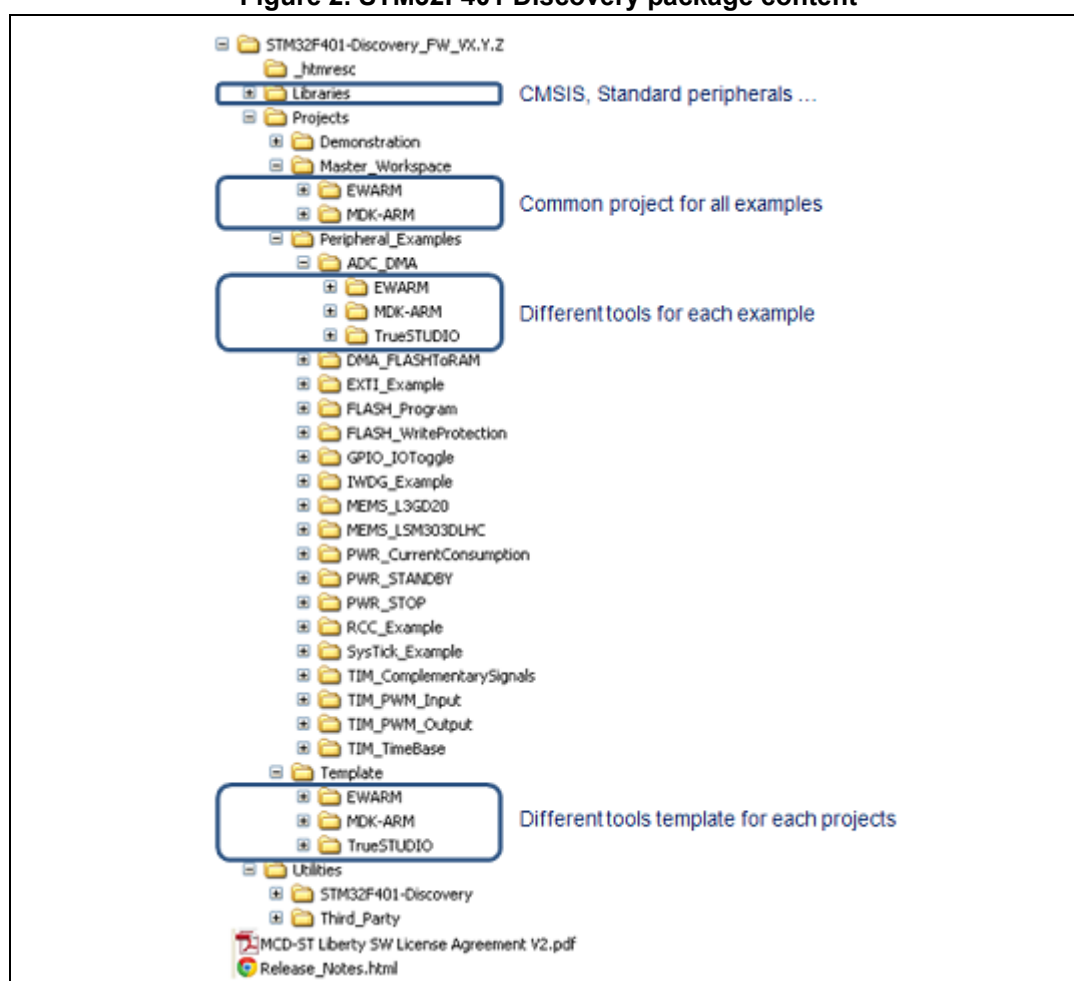 Figure 2. STM32F401 Discovery package content
STM32F401-Discovery_FW_VX.Y.Z
_htmresc
Libraries
CMSIS, Standard peripherals ...
Projects
Demonstration
Master_Workspace
EWARM
MDK-ARM
Common project for all examples
Peripheral_Examples
ADC_DMA
EWARM
MDK-ARM
TrueSTUDIO
Different tools for each example
DMA_FLASHToRAM
EXTI_Example
FLASH_Program
FLASH_WriteProtection
GPIO_IOToggle
IWDG_Example
MEMS_L3GD20
MEMS_LSM303DLHC
PWR_CurrentConsumption
PWR_STANDBY
PWR_STOP
RCC_Example
SysTick_Example
TIM_ComplementarySignals
TIM_PWM_Input
TIM_PWM_Output
TIM_TimeBase
Template
EWARM
MDK-ARM
TrueSTUDIO
Different tools template for each projects
Utilities
STM32F401-Discovery
Third_Party
MCD-ST Liberty SW License Agreement V2.pdf
Release_Notes.html